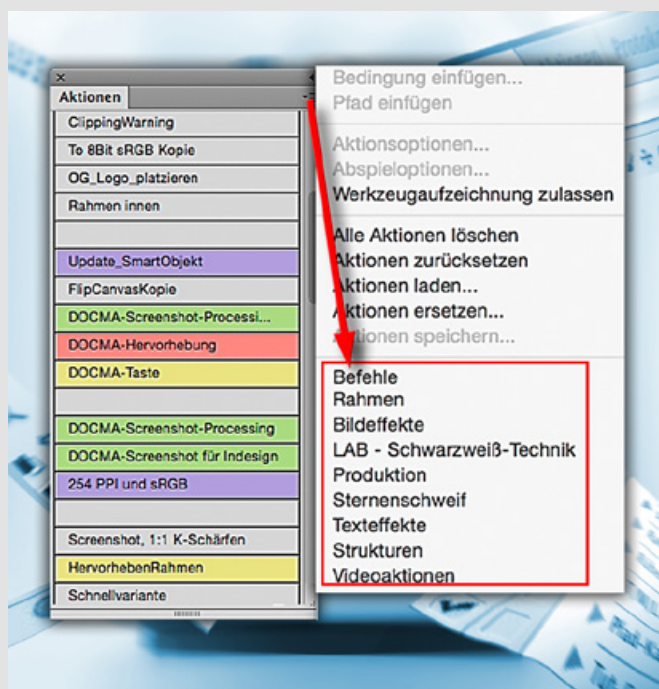 Aktionen
ClippingWarning
To 8Bit sRGB Kopie
OG_Logo_platzieren
Rahmen innen
Update_SmartObjekt
FlipCanvasKopie
DOCMA-Screenshot-Processi...
DOCMA-Hervorhebung
DOCMA-Taste
DOCMA-Screenshot-Processing
DOCMA-Screenshot für Indesign
254 PPI und sRGB
Screenshot, 1:1 K-Schärfen
HervorhebenRahmen
Schnellvariante
Bedingung einfügen...
Pfad einfügen
Aktionsoptionen...
Abspieloptionen...
Werkzeugaufzeichnung zulassen
Alle Aktionen löschen
Aktionen zurücksetzen
Aktionen laden...
Aktionen ersetzen...
Aktionen speichern...
Befehle
Rahmen
Bildeffekte
LAB - Schwarzweiß-Technik
Produktion
Sternenschweif
Texteffekte
Strukturen
Videoaktionen